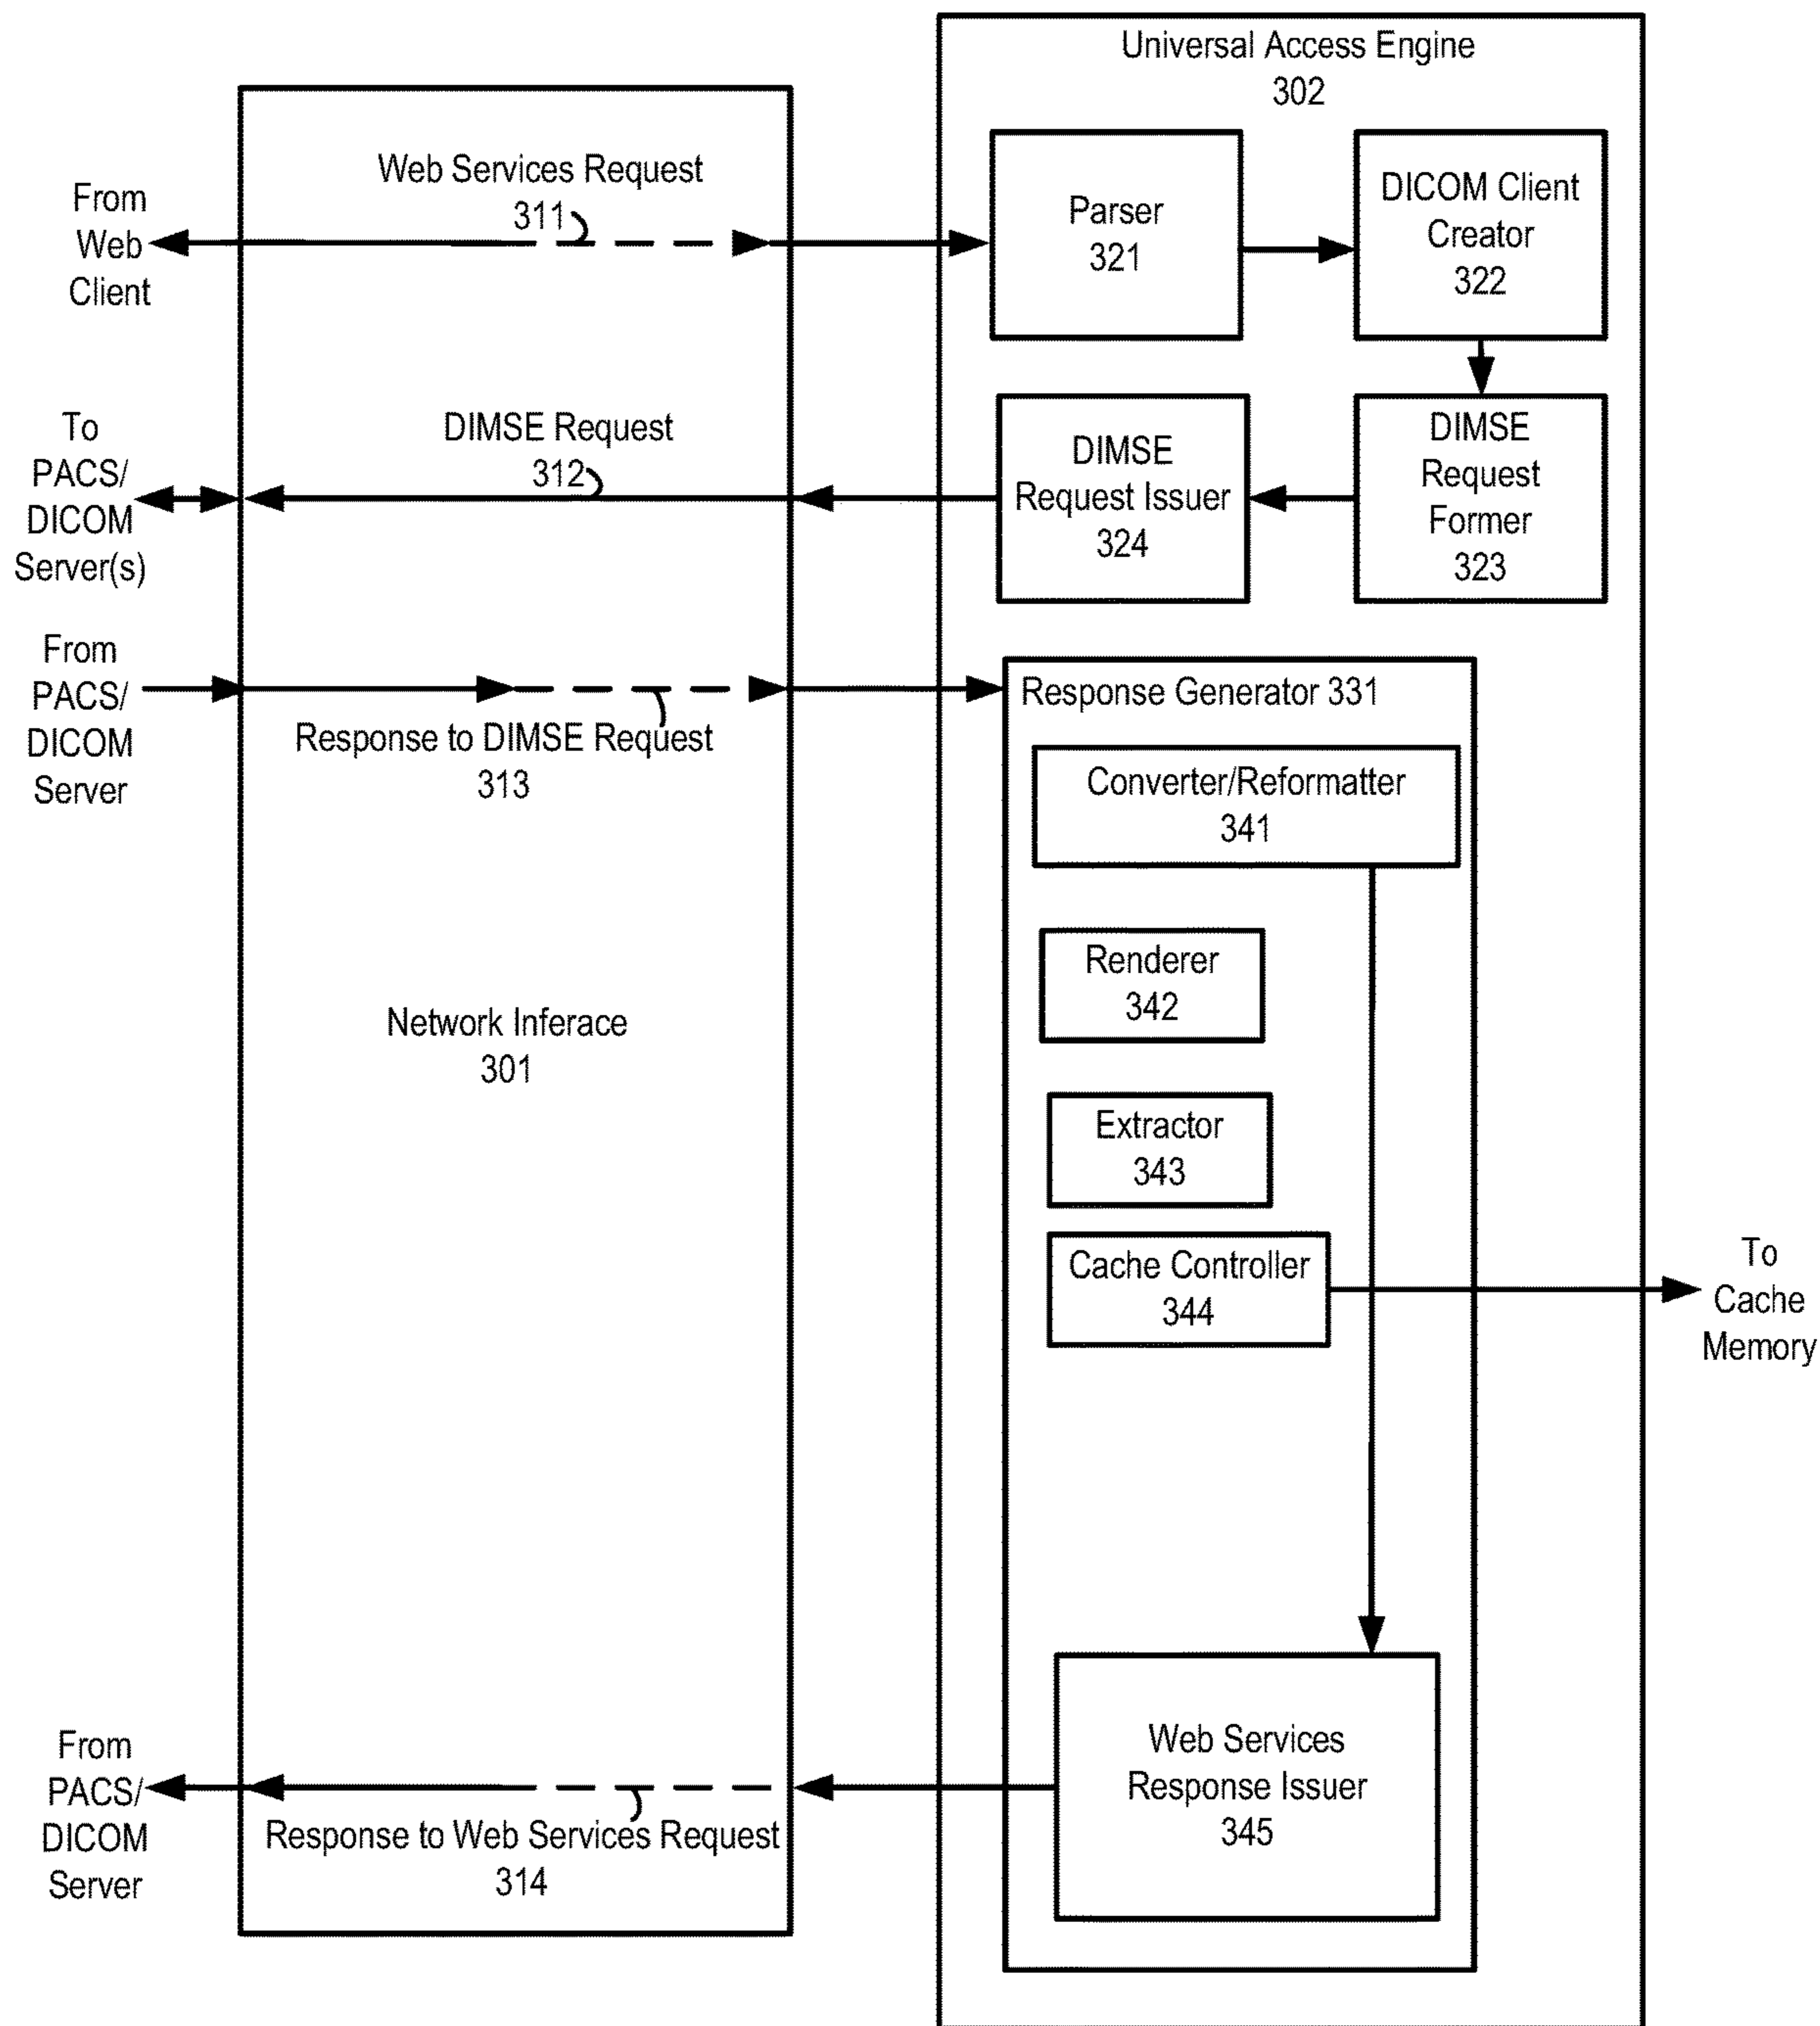 Universal Access Engine
302
Web Services Request
311
From
Web
Client
Parser
321
DICOM Client
Creator
322
To
PACS/
DICOM
Server(s)
DIMSE Request
312
DIMSE
Request Issuer
324
DIMSE
Request
Former
323
From
PACS/
DICOM
Server
Response to DIMSE Request
313
Response Generator 331
Converter/Reformatter
341
Renderer
342
Network Inferace
301
Extractor
343
Cache Controller
344
To
Cache
Memory
From
PACS/
DICOM
Server
Response to Web Services Request
314
Web Services
Response Issuer
345